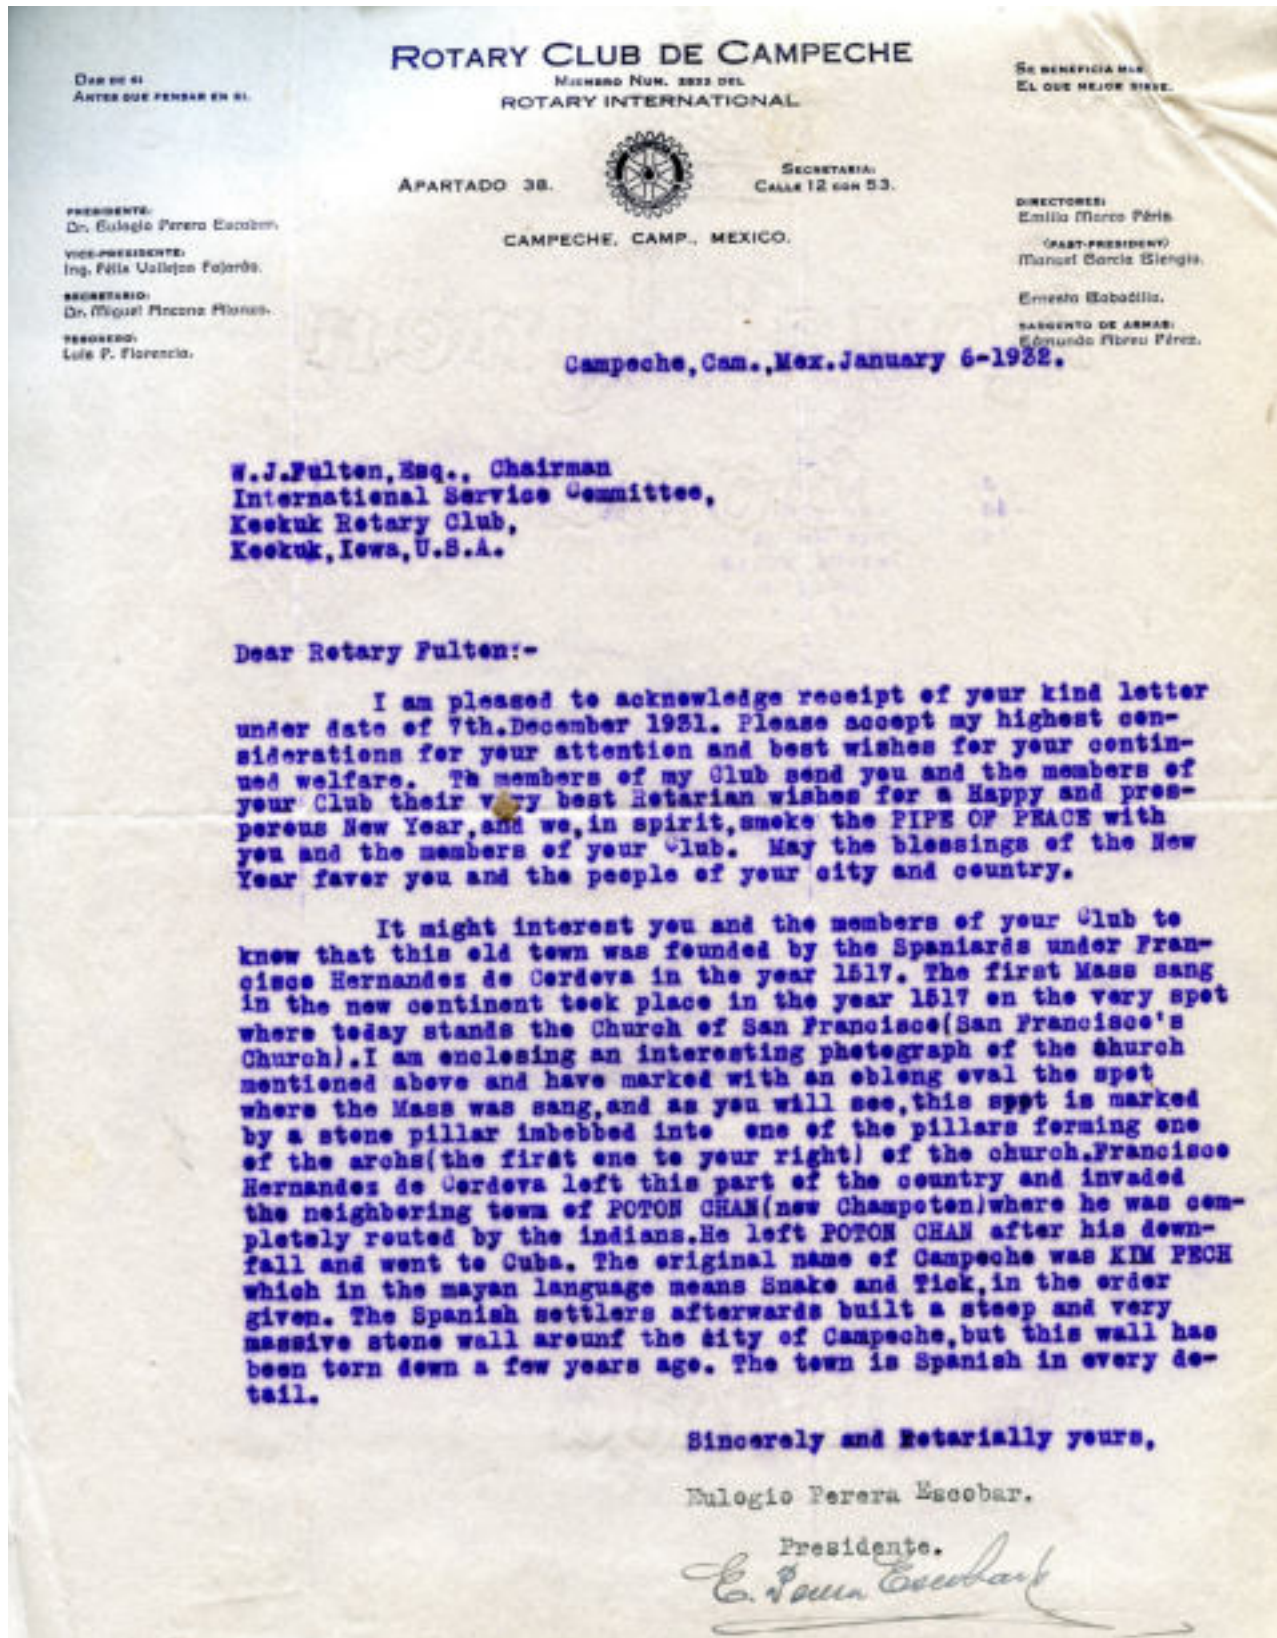 ROTARY CLUB DE CAMPECHE
MIEMBRO NUM. DEL
ROTARY INTERNATIONAL
DAR DE SI
ANTES QUE PENSAR EN SI.
SE BENEFICIA MAS
EL QUE MEJOR SIRVE.
APARTADO 38.
SECRETARIA:
CALLE 12 CON 53.
CAMPECHE, CAMP., MEXICO.
PRESIDENTE:
Dr. Eulogio Perera Escobar.
VICE-PRESIDENTE:
Ing. Félix Vallejos Fajardo.
SECRETARIO:
Dr. Miguel Ancona Alonzo.
TESORERO:
Luis P. Florencia.
DIRECTORES:
Emilio Marco Péris.
(PAST-PRESIDENT)
Manuel García
Ernesto Bobadilla.
SARGENTO DE ARMAS:
Edmundo Abreu Pérez.
Campeche,Cam.,Mex.January 6-1932.
W.J.Fulton,Esq., Chairman
International Service Committee,
Keokuk Rotary Club,
Keokuk,Iowa,U.S.A.
Dear Rotary Fulton:-
I am pleased to acknowledge receipt of your kind letter
under date of 7th.December 1931. Please accept my highest con-
siderations for your attention and best wishes for your contin-
ued welfare. Th members of my Club send you and the members of
your Club their very best Rotarian wishes for a Happy and pros-
perous New Year,and we,in spirit,smoke the PIPE OF PEACE with
you and the members of your Club. May the blessings of the New
Year favor you and the people of your city and country.
It might interest you and the members of your Club to
know that this old town was founded by the Spaniards under Fran-
cisco Hernandes de Cordova in the year 1517. The first Mass sang
in the new continent took place in the year 1517 on the very spot
where today stands the Church of San Francisco(San Francisco's
Church).I am enclosing an interesting photograph of the church
mentioned above and have marked with an oblong oval the spot
where the Mass was sang,and as you will see,this spot is marked
by a stone pillar imbebbed into one of the pillars forming one
of the archs(the first one to your right) of the church.Francisco
Hernandes de Cordova left this part of the country and invaded
the neighboring town of POTON CHAN(now Champoton)where he was com-
pletely routed by the indians.He left POTON CHAN after his down-
fall and went to Cuba. The original name of Campeche was KIM PECH
which in the mayan language means Snake and Tick,in the order
given. The Spanish settlers afterwards built a steep and very
massive stone wall arounf the city of Campeche,but this wall has
been torn down a few years ago. The town is Spanish in every de-
tail.
Sincerely and Rotarially yours,
Eulogio Perera Escobar.
Presidente.
E. Perera Escobar